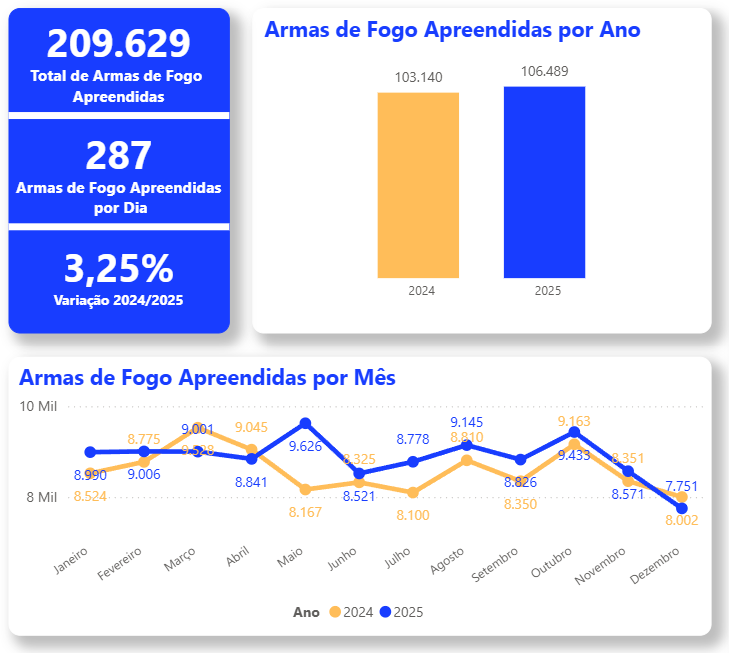 209.629
Total de Armas de Fogo
Apreendidas
287
Armas de Fogo Apreendidas
por Dia
3,25%
Variação 2024/2025
Armas de Fogo Apreendidas por Ano
103.140
106.489
2024
2025
Armas de Fogo Apreendidas por Mês
10 Mil
8 Mil
8.990
8.524
8.775
9.006
9.001
9.528
9.045
8.841
9.626
8.167
8.325
8.521
8.778
8.100
9.145
8.810
8.826
8.350
9.163
9.433
8.351
8.571
7.751
8.002
Janeiro
Fevereiro
Março
Abril
Maio
Junho
Julho
Agosto
Setembro
Outubro
Novembro
Dezembro
Ano 2024 2025